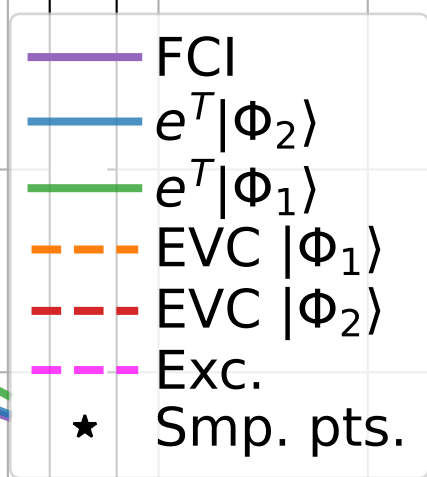 FCI
e^T|Φ₂⟩
e^T|Φ₁⟩
EVC |Φ₁⟩
EVC |Φ₂⟩
Exc.
Smp. pts.